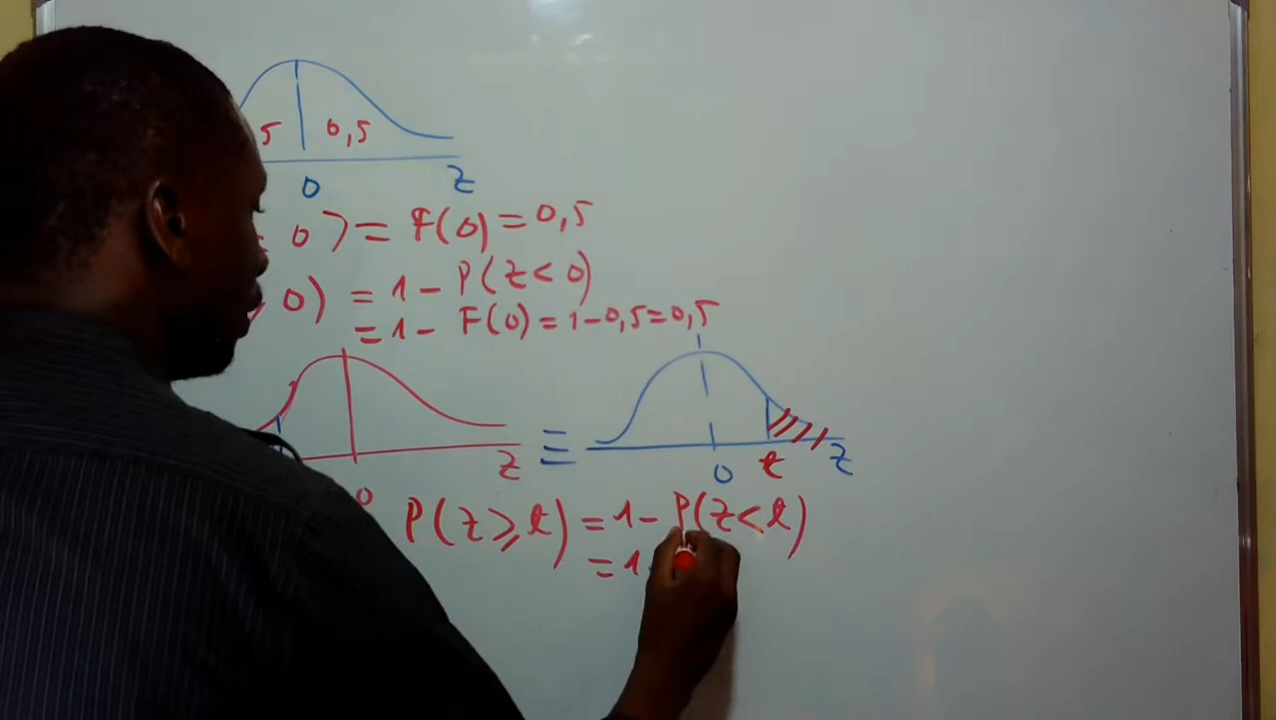 5 0,5
0 Z
0) = F(0) = 0,5
0) = 1 - P(Z < 0)
= 1 - F(0) = 1 - 0,5 = 0,5
Z ≡ 0 t Z
0
P(Z ≥ t) = 1 - P(Z < t)
= 1 -